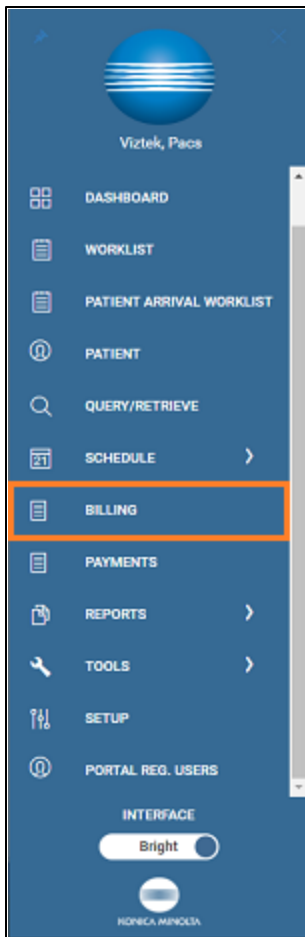 Viztek, Pacs
DASHBOARD
WORKLIST
PATIENT ARRIVAL WORKLIST
PATIENT
QUERY/RETRIEVE
21
SCHEDULE
BILLING
PAYMENTS
REPORTS
TOOLS
SETUP
PORTAL REG. USERS
INTERFACE
Bright
KONICA MINOLTA